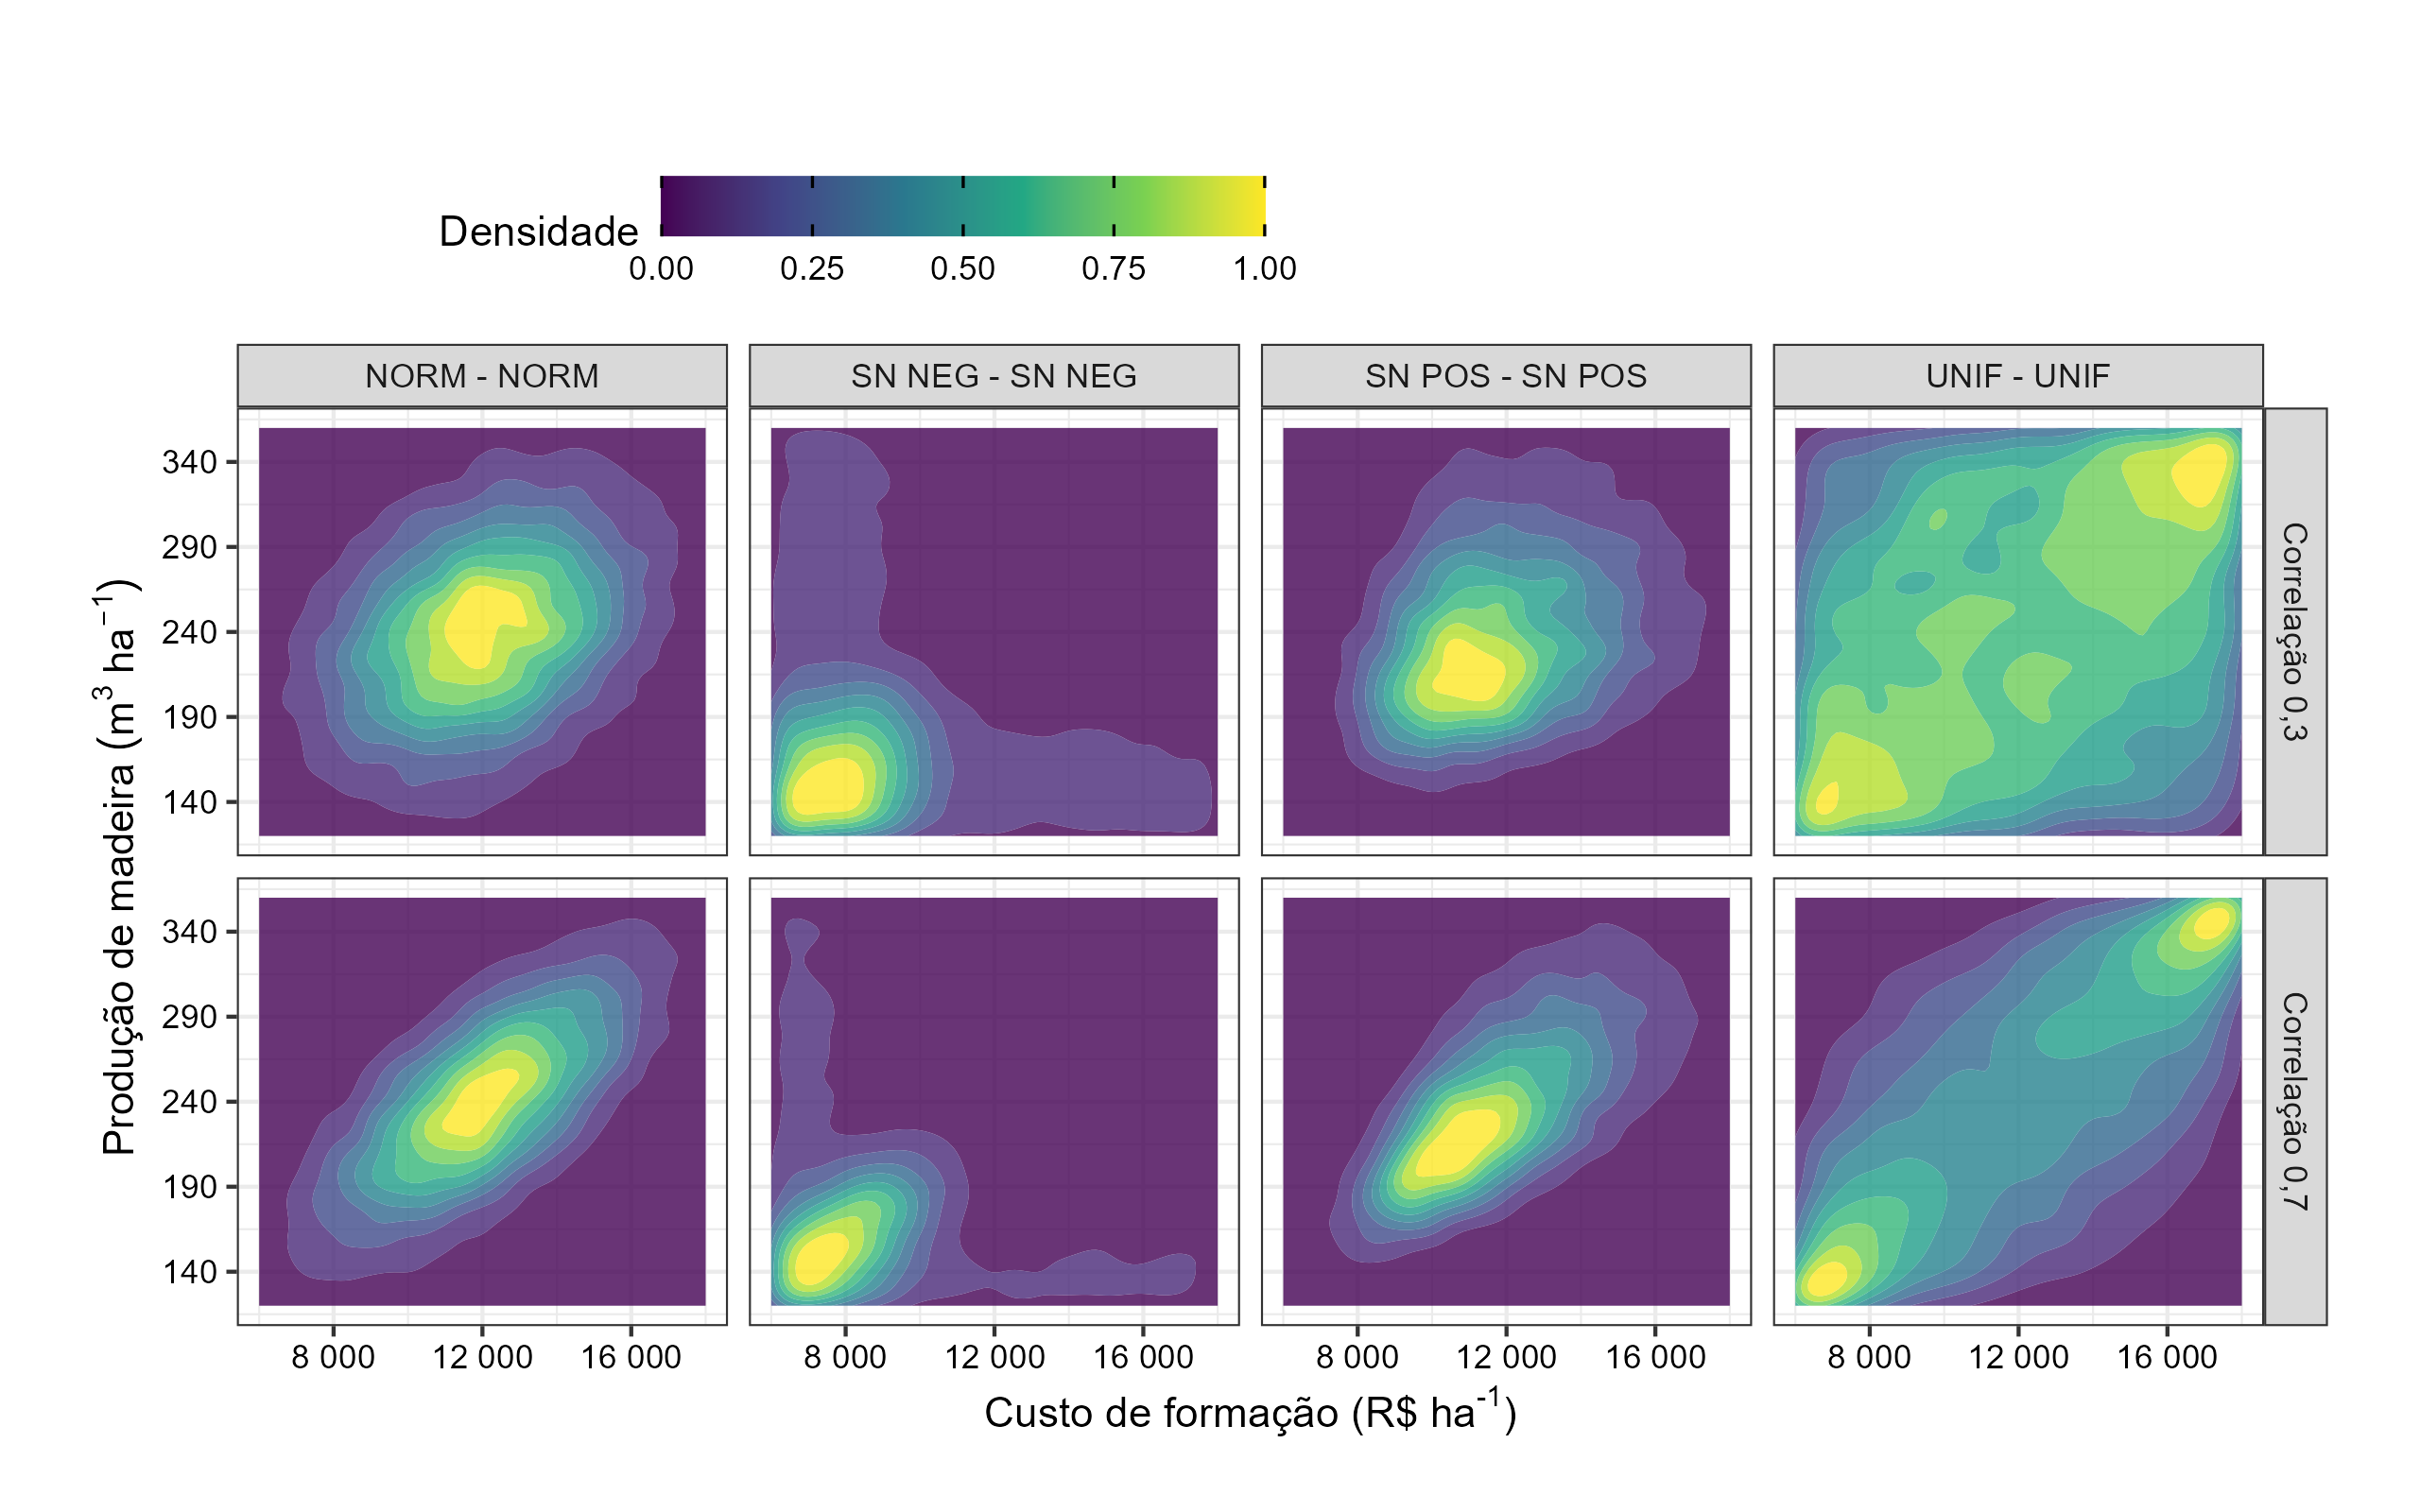 Densidade
0.00 0.25 0.50 0.75 1.00
NORM - NORM SN NEG - SN NEG SN POS - SN POS UNIF - UNIF
Produção de madeira (m³ ha⁻¹)
340
290
240
190
140
Correlação 0,3
340
290
240
190
140
Correlação 0,7
8 000 12 000 16 000 8 000 12 000 16 000 8 000 12 000 16 000 8 000 12 000 16 000
Custo de formação (R$ ha⁻¹)